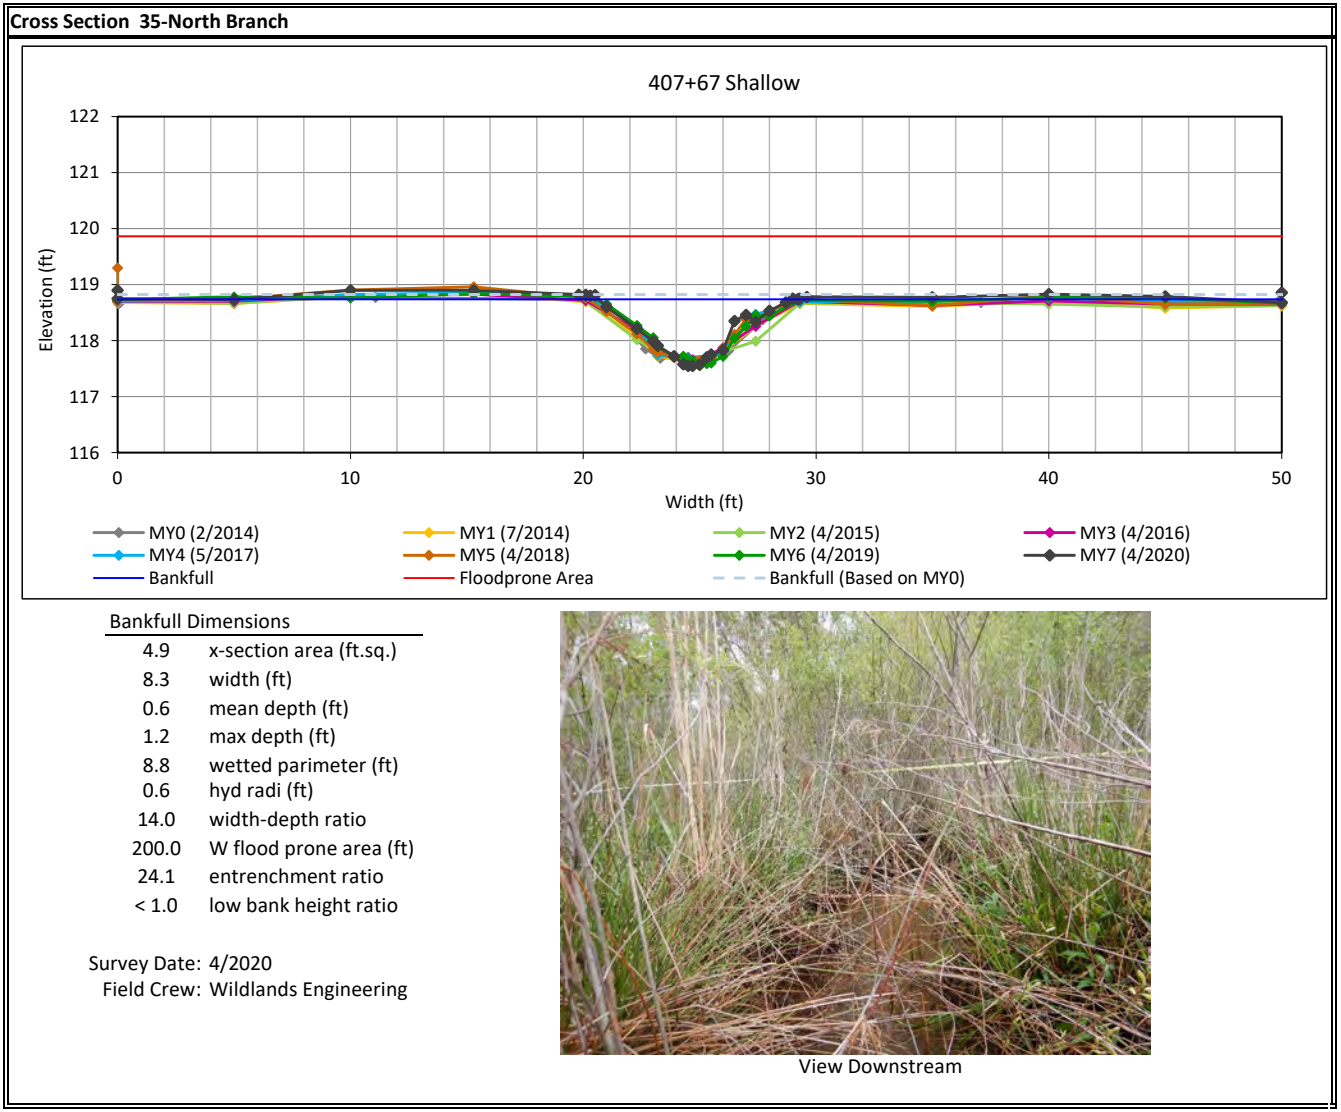 Cross Section 35-North Branch
407+67 Shallow
122
121
120
119
118
117
116
Elevation (ft)
0 10 20 30 40 50
Width (ft)
MY0 (2/2014) MY1 (7/2014) MY2 (4/2015) MY3 (4/2016)
MY4 (5/2017) MY5 (4/2018) MY6 (4/2019) MY7 (4/2020)
Bankfull Floodprone Area Bankfull (Based on MY0)
Bankfull Dimensions
4.9 x-section area (ft.sq.)
8.3 width (ft)
0.6 mean depth (ft)
1.2 max depth (ft)
8.8 wetted parimeter (ft)
0.6 hyd radi (ft)
14.0 width-depth ratio
200.0 W flood prone area (ft)
24.1 entrenchment ratio
< 1.0 low bank height ratio
Survey Date: 4/2020
Field Crew: Wildlands Engineering
View Downstream